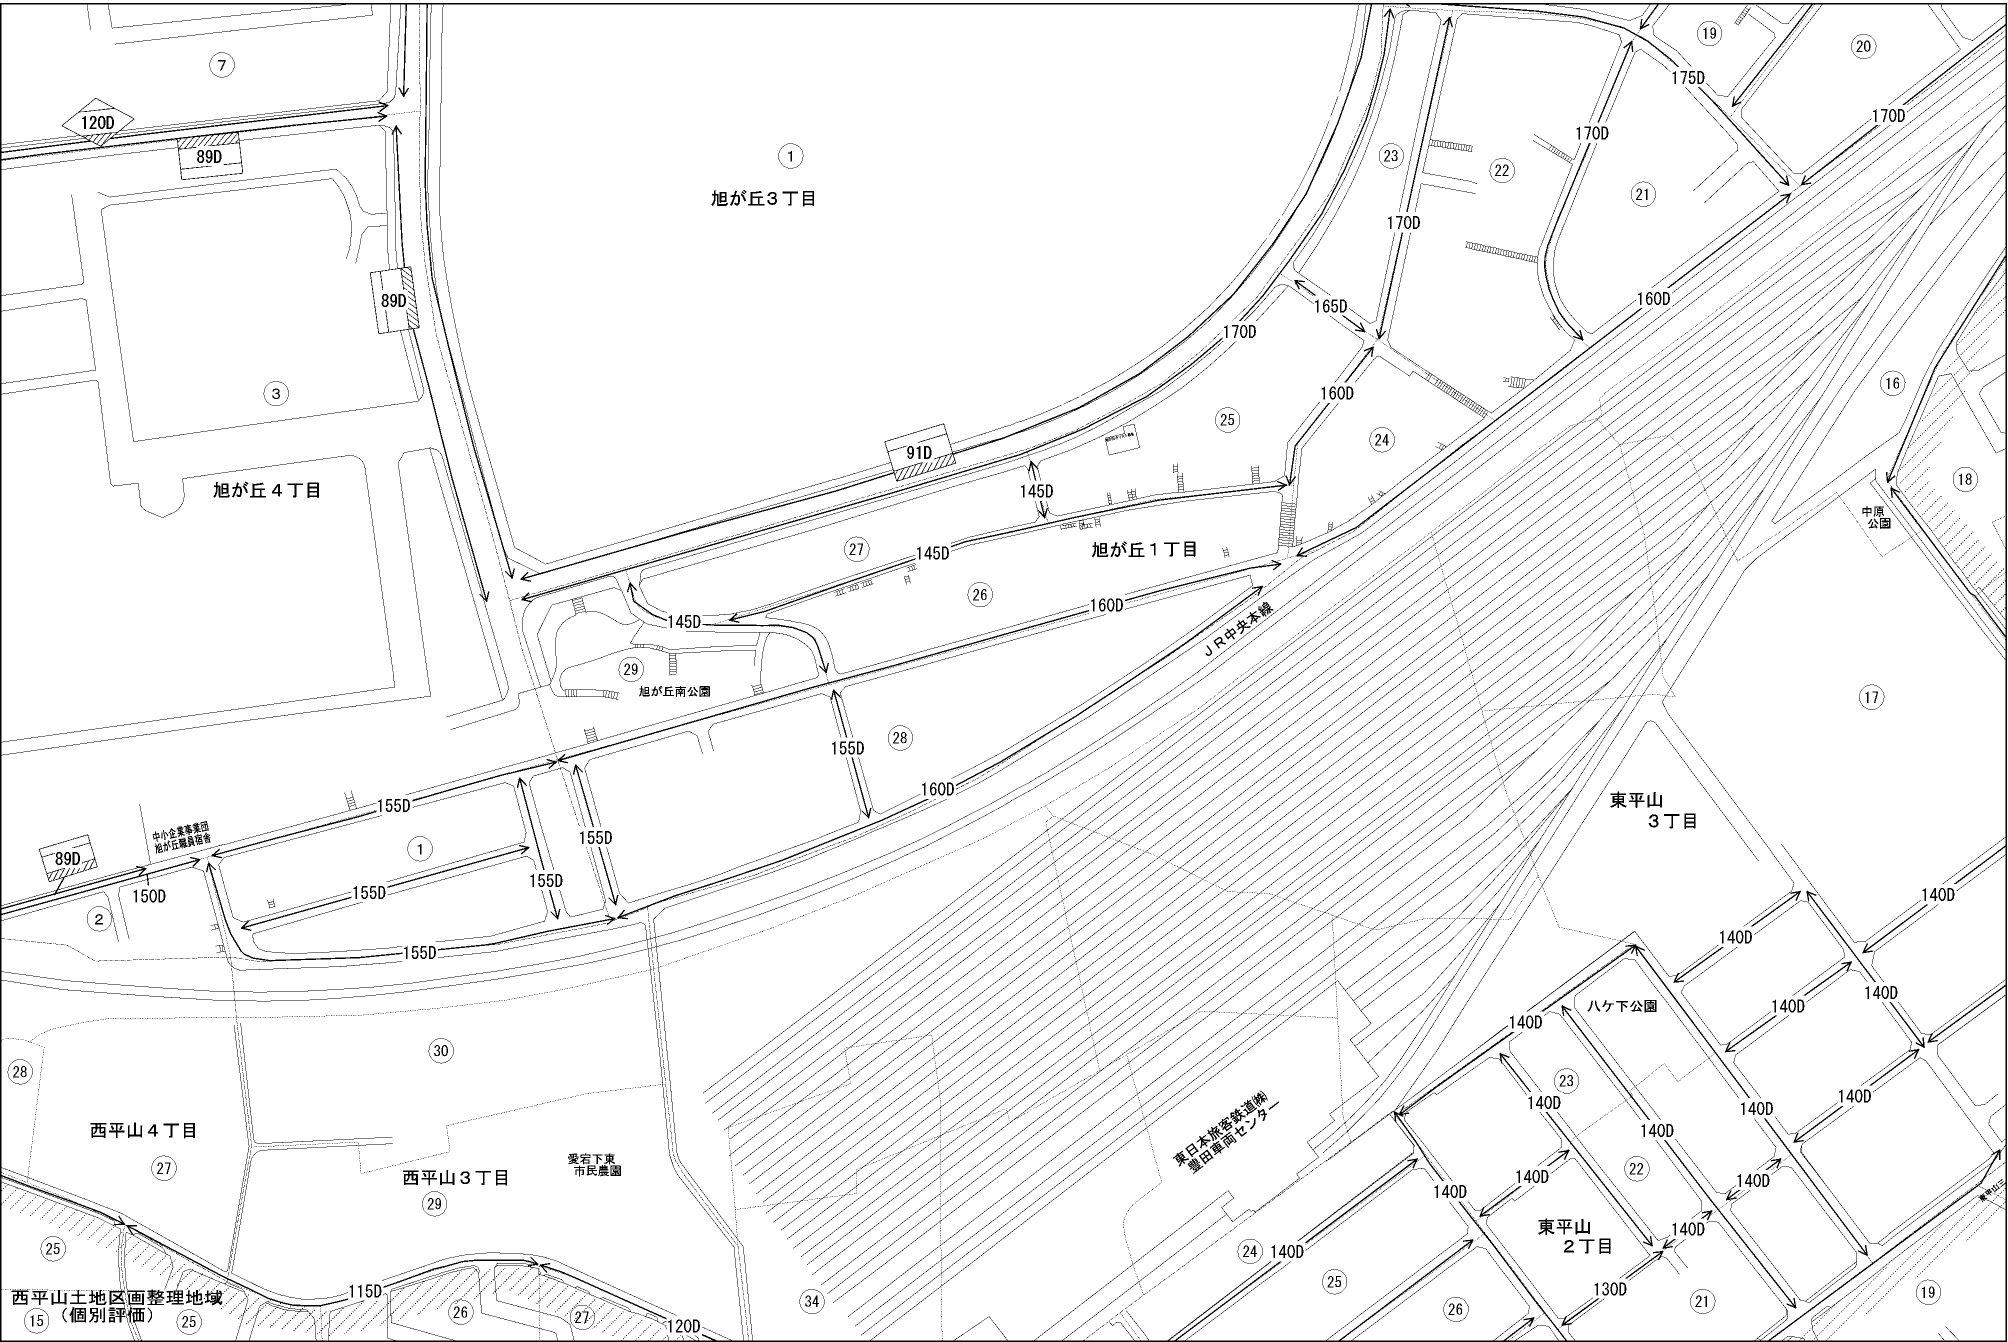 19
20
7
175D
120D
170D
170D
89D
1
23
22
21
旭が丘3丁目
170D
89D
160D
165D
170D
16
3
160D
25
91D
24
旭が丘4丁目
145D
18
中原
公園
27
145D
旭が丘1丁目
26
160D
145D
JR中央本線
29
旭が丘南公園
17
28
155D
160D
155D
東平山
3丁目
中小企業事業団
旭が丘職員宿舎
155D
1
89D
155D
155D
150D
140D
2
155D
140D
140D
140D
八ケ下公園
140D
30
28
23
140D
140D
140D
東日本旅客鉄道㈱
豊田車両センター
西平山4丁目
140D
27
愛宕下東
市民農園
22
西平山3丁目
140D
140D
140D
29
東平山
2丁目
140D
25
24
140D
25
115D
130D
西平山土地区画整理地域
(個別評価)
15
25
26
27
34
26
21
19
120D